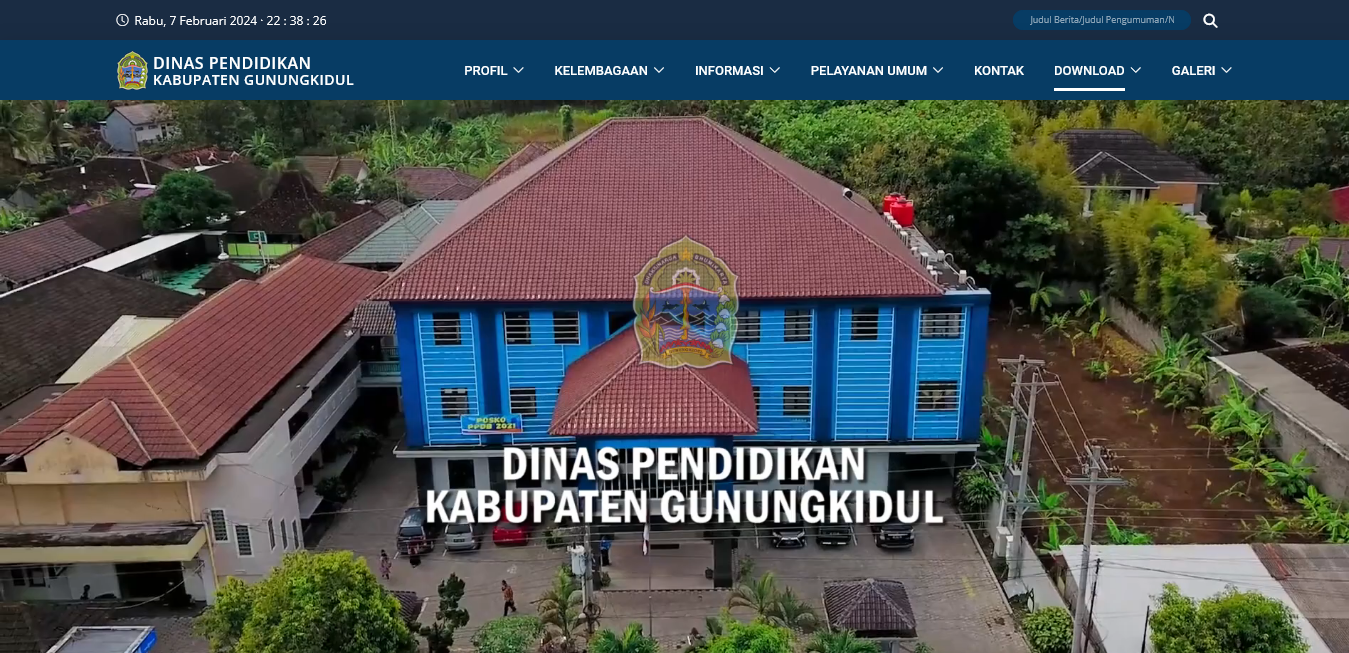 Rabu, 7 Februari 2024 · 22 : 38 : 26
Judul Berita/Judul Pengumuman/N
DINAS PENDIDIKAN
KABUPATEN GUNUNGKIDUL
PROFIL KELEMBAGAAN INFORMASI PELAYANAN UMUM KONTAK DOWNLOAD GALERI
POSKO
PPDB 2021
DINAS PENDIDIKAN
KABUPATEN GUNUNGKIDUL